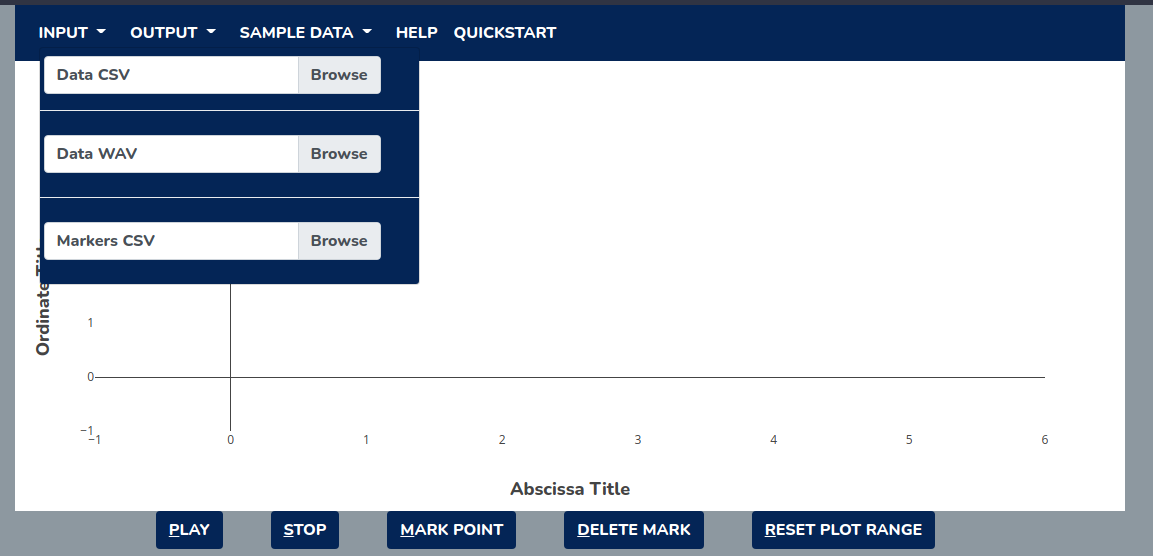 INPUT OUTPUT SAMPLE DATA HELP QUICKSTART
Data CSV Browse
Data WAV Browse
Markers CSV Browse
Ordinate
1
0
−1
−1 0 1 2 3 4 5 6
Abscissa Title
PLAY STOP MARK POINT DELETE MARK RESET PLOT RANGE